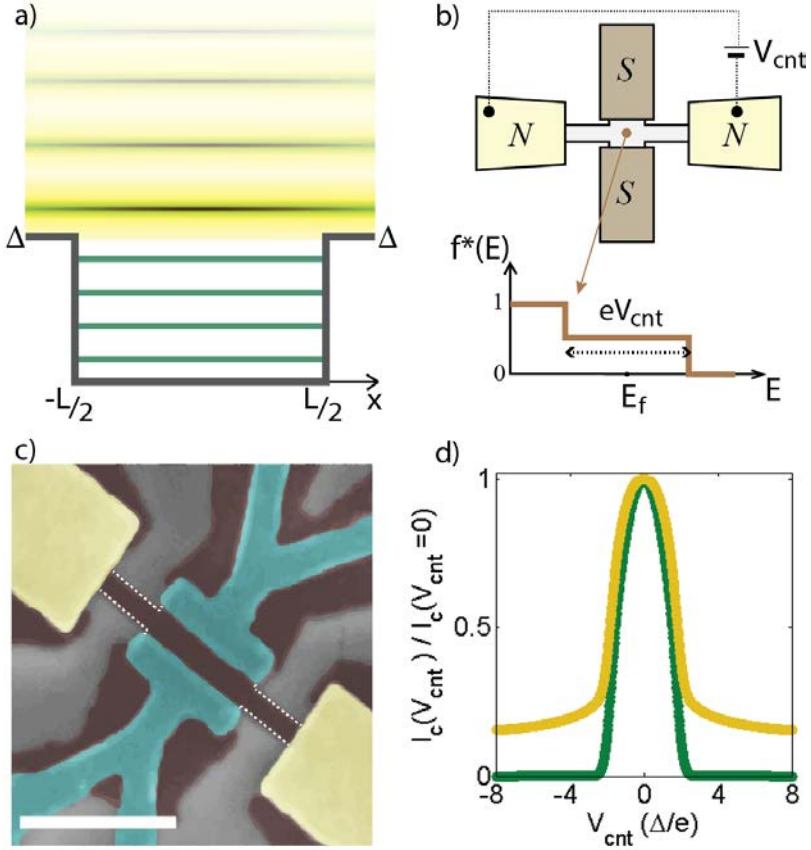 a)
Δ
Δ
-L/2
L/2
x
b)
V_cnt
S
N
N
S
f*(E)
1
eV_cnt
0
E_f
E
c)
d)
1
I_c(V_cnt) / I_c(V_cnt=0)
0.5
0
-8
-4
0
4
8
V_cnt (Δ/e)